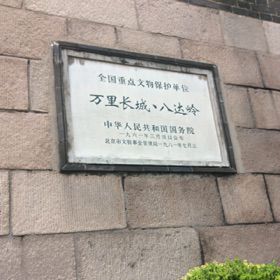 全国重点文物保护单位
万里长城、八达岭
中华人民共和国国务院
一九六一年三月四日公布
北京市文物事业管理局一九八一年七月立